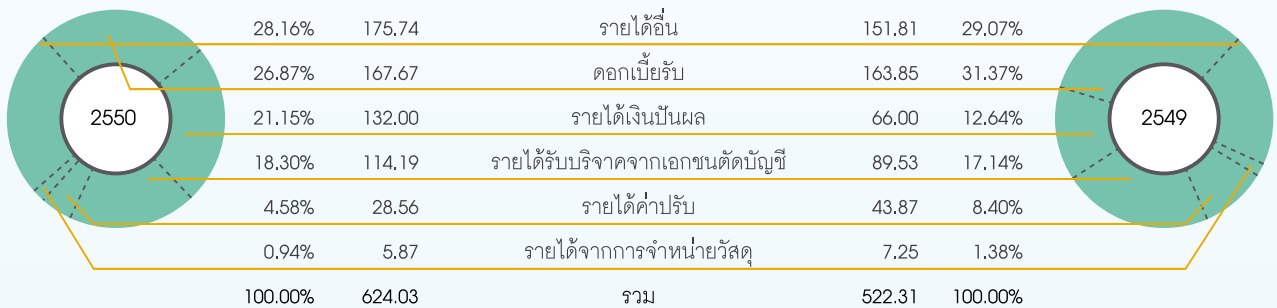 28.16% 175.74 รายได้อื่น 151.81 29.07%
26.87% 167.67 ดอกเบี้ยรับ 163.85 31.37%
2550 21.15% 132.00 รายได้เงินปันผล 66.00 12.64% 2549
18.30% 114.19 รายได้รับบริจาคจากเอกชนตัดบัญชี 89.53 17.14%
4.58% 28.56 รายได้ค่าปรับ 43.87 8.40%
0.94% 5.87 รายได้จากการจำหน่ายวัสดุ 7.25 1.38%
100.00% 624.03 รวม 522.31 100.00%